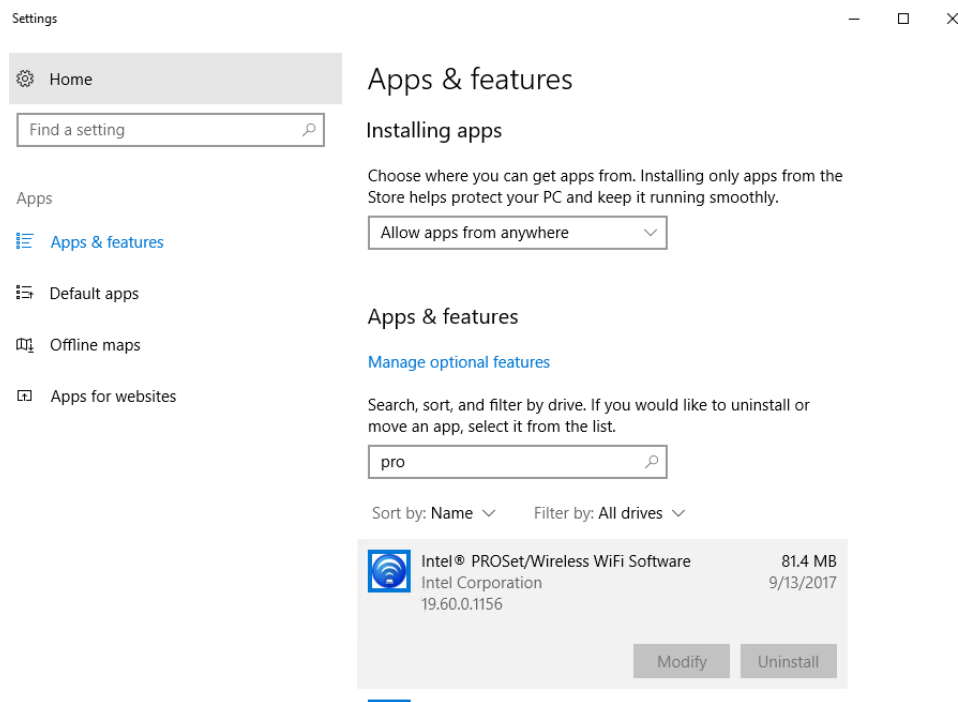 Settings
Home
Find a setting
Apps
Apps & features
Default apps
Offline maps
Apps for websites
Apps & features
Installing apps
Choose where you can get apps from. Installing only apps from the
Store helps protect your PC and keep it running smoothly.
Allow apps from anywhere
Apps & features
Manage optional features
Search, sort, and filter by drive. If you would like to uninstall or
move an app, select it from the list.
pro
Sort by: Name Filter by: All drives
Intel® PROSet/Wireless WiFi Software 81.4 MB
Intel Corporation 9/13/2017
19.60.0.1156
Modify Uninstall